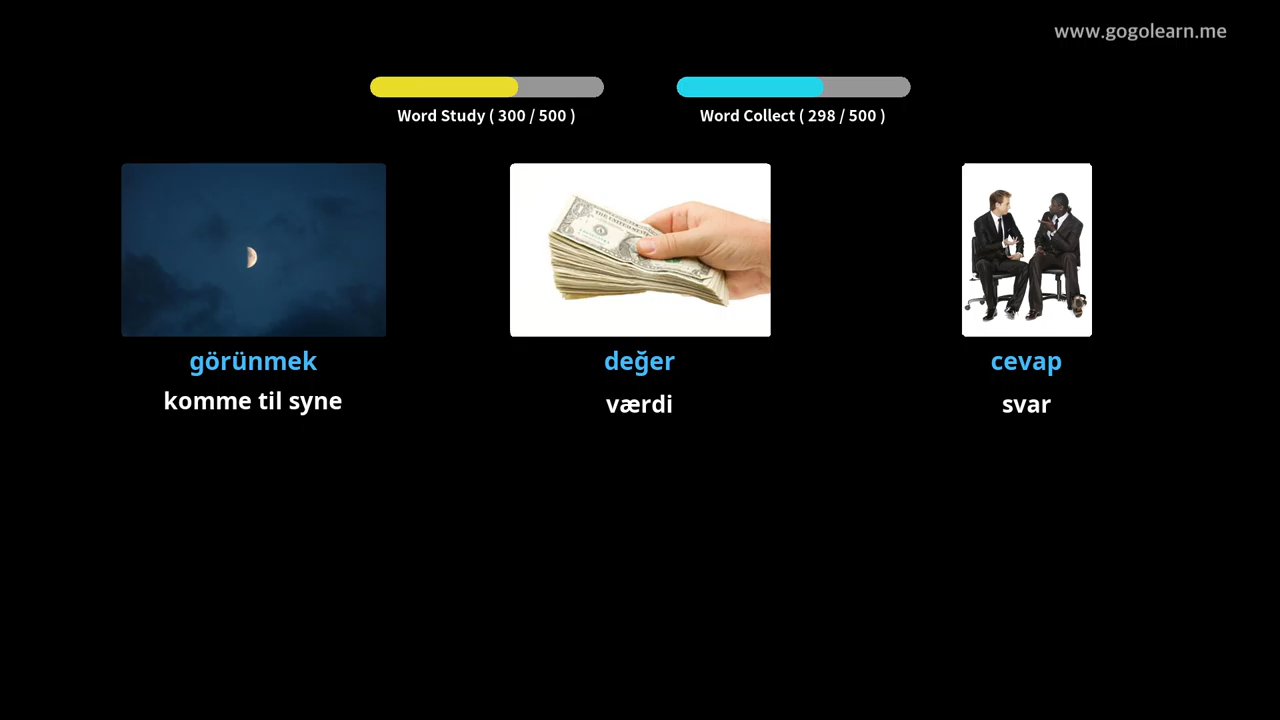 www.gogolearn.me
Word Study ( 300 / 500 )
Word Collect ( 298 / 500 )
görünmek
değer
cevap
komme til syne
værdi
svar